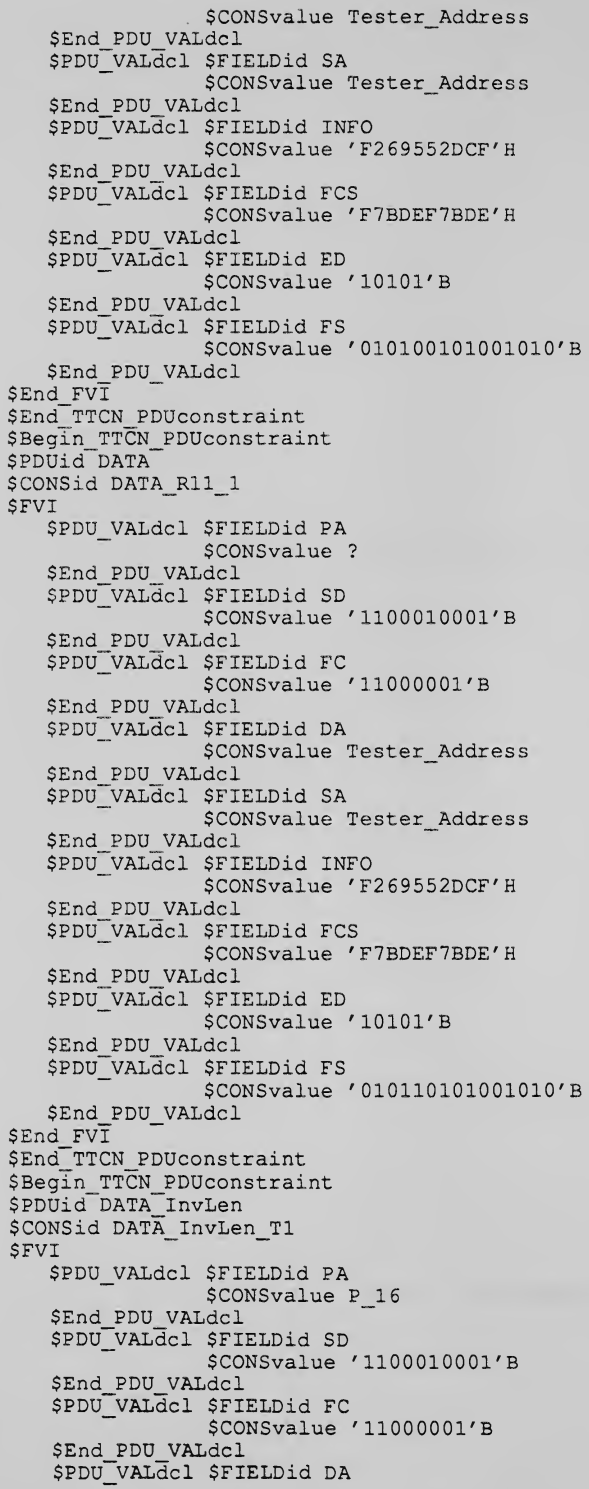 $CONSvalue Tester_Address
$End_PDU_VALdcl
$PDU_VALdcl $FIELDid SA
$CONSvalue Tester_Address
$End_PDU_VALdcl
$PDU_VALdcl $FIELDid INFO
$CONSvalue 'F269552DCF'H
$End_PDU_VALdcl
$PDU_VALdcl $FIELDid FCS
$CONSvalue 'F7BDEF7BDE'H
$End_PDU_VALdcl
$PDU_VALdcl $FIELDid ED
$CONSvalue '10101'B
$End_PDU_VALdcl
$PDU_VALdcl $FIELDid FS
$CONSvalue '010100101001010'B
$End_PDU_VALdcl
$End_FVI
$End_TTCN_PDUconstraint
$Begin_TTCN_PDUconstraint
$PDUid DATA
$CONSid DATA_R11_1
$FVI
$PDU_VALdcl $FIELDid PA
$CONSvalue ?
$End_PDU_VALdcl
$PDU_VALdcl $FIELDid SD
$CONSvalue '1100010001'B
$End_PDU_VALdcl
$PDU_VALdcl $FIELDid FC
$CONSvalue '11000001'B
$End_PDU_VALdcl
$PDU_VALdcl $FIELDid DA
$CONSvalue Tester_Address
$End_PDU_VALdcl
$PDU_VALdcl $FIELDid SA
$CONSvalue Tester_Address
$End_PDU_VALdcl
$PDU_VALdcl $FIELDid INFO
$CONSvalue 'F269552DCF'H
$End_PDU_VALdcl
$PDU_VALdcl $FIELDid FCS
$CONSvalue 'F7BDEF7BDE'H
$End_PDU_VALdcl
$PDU_VALdcl $FIELDid ED
$CONSvalue '10101'B
$End_PDU_VALdcl
$PDU_VALdcl $FIELDid FS
$CONSvalue '010110101001010'B
$End_PDU_VALdcl
$End_FVI
$End_TTCN_PDUconstraint
$Begin_TTCN_PDUconstraint
$PDUid DATA_InvLen
$CONSid DATA_InvLen_T1
$FVI
$PDU_VALdcl $FIELDid PA
$CONSvalue P_16
$End_PDU_VALdcl
$PDU_VALdcl $FIELDid SD
$CONSvalue '1100010001'B
$End_PDU_VALdcl
$PDU_VALdcl $FIELDid FC
$CONSvalue '11000001'B
$End_PDU_VALdcl
$PDU_VALdcl $FIELDid DA